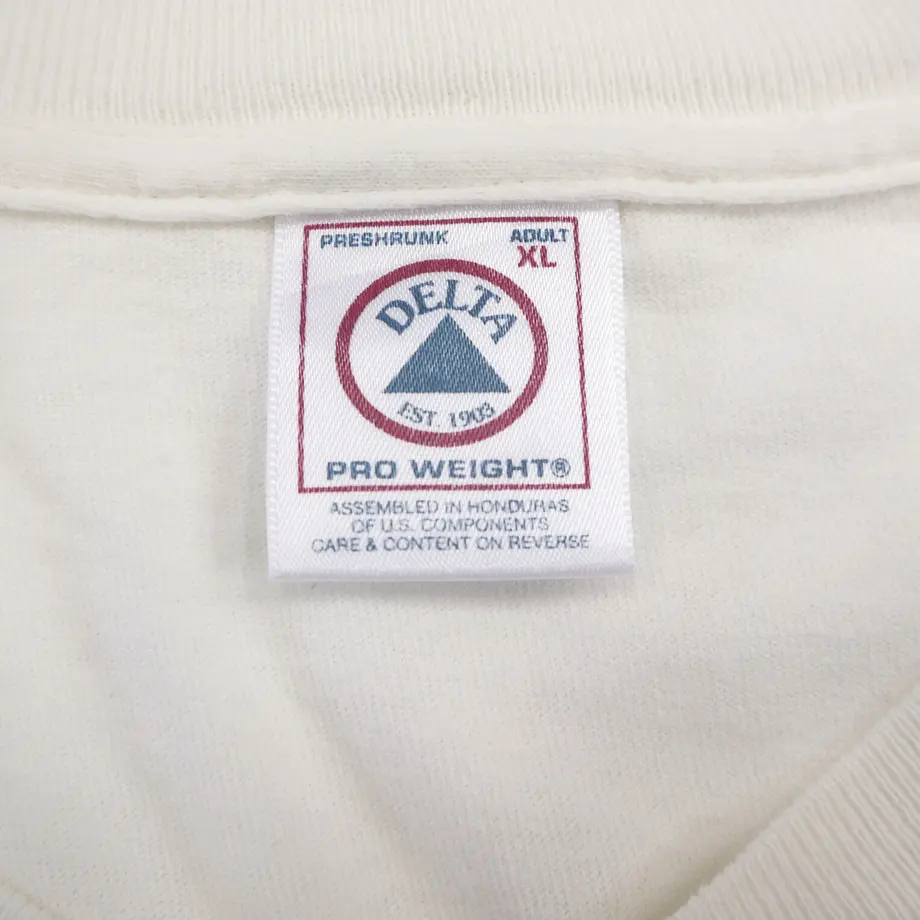 PRESHRUNK ADULT
XL
DELTA
EST. 1903
PRO WEIGHT®
ASSEMBLED IN HONDURAS
OF U.S. COMPONENTS
CARE & CONTENT ON REVERSE